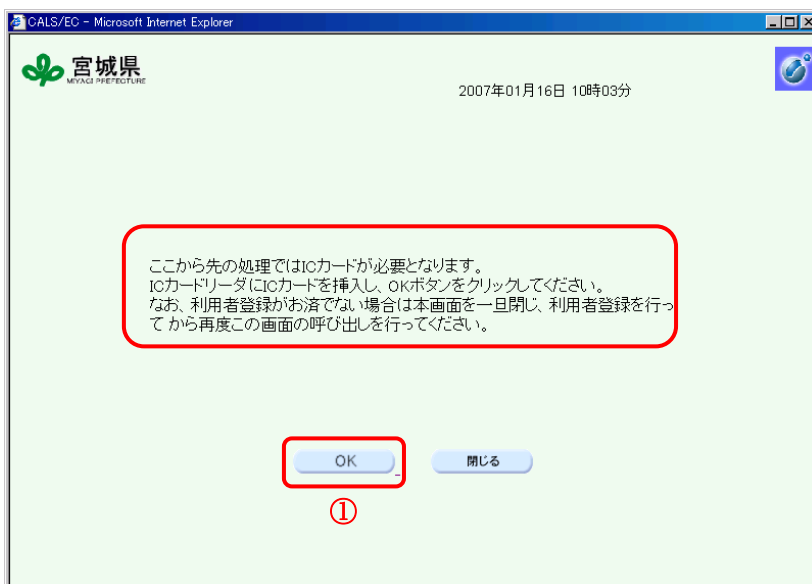 CALS/EC - Microsoft Internet Explorer
宮城県
MIYAGI PREFECTURE
2007年01月16日 10時03分
ここから先の処理ではICカードが必要となります。
ICカードリーダにICカードを挿入し、OKボタンをクリックしてください。
なお、利用者登録がお済でない場合は本画面を一旦閉じ、利用者登録を行っ
て から再度この画面の呼び出しを行ってください。
OK 閉じる
①